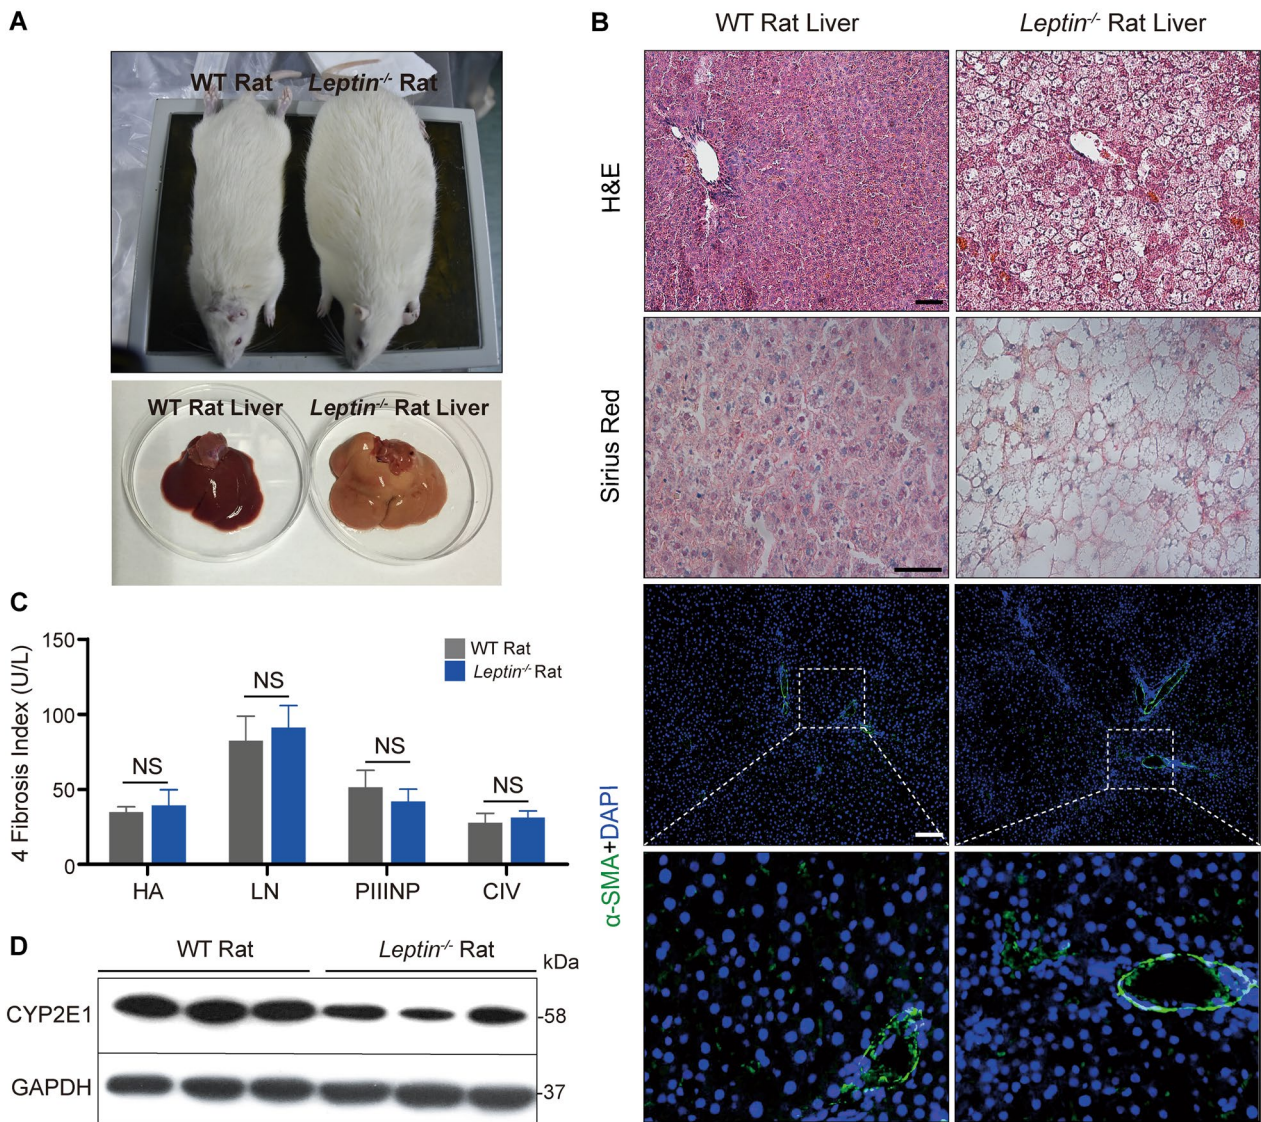 A
WT Rat Leptin-/- Rat
WT Rat Liver Leptin-/- Rat Liver
B
WT Rat Liver Leptin-/- Rat Liver
H&E
Sirius Red
α-SMA+DAPI
C
4 Fibrosis Index (U/L)
150
100
50
0
WT Rat
Leptin-/- Rat
NS
NS
NS
NS
HA LN PIIINP CIV
D
WT Rat Leptin-/- Rat
kDa
CYP2E1
-58
GAPDH
-37